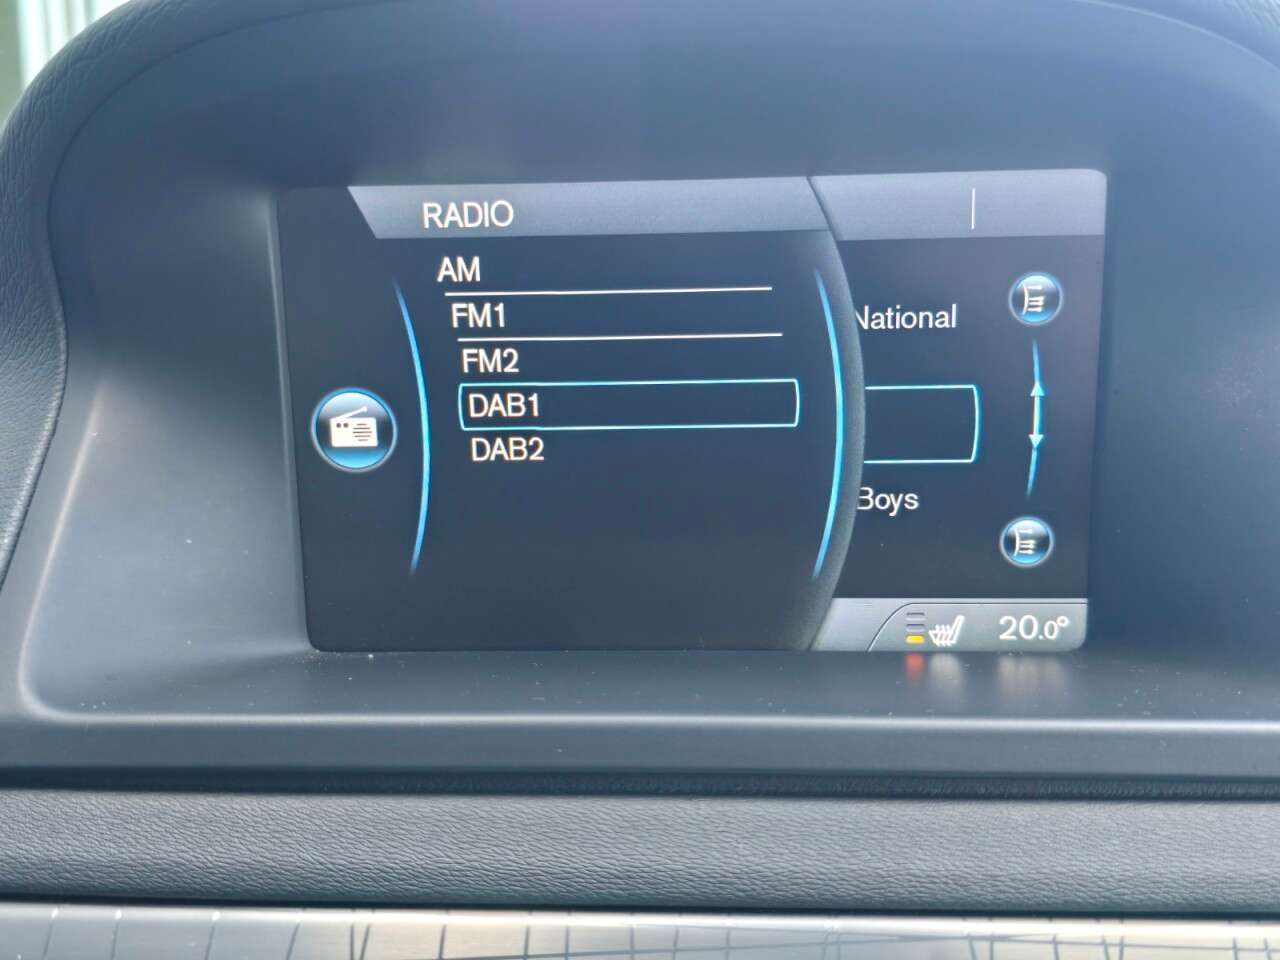 RADIO
AM
FM1
FM2
DAB1
DAB2
National
Boys
20.0°